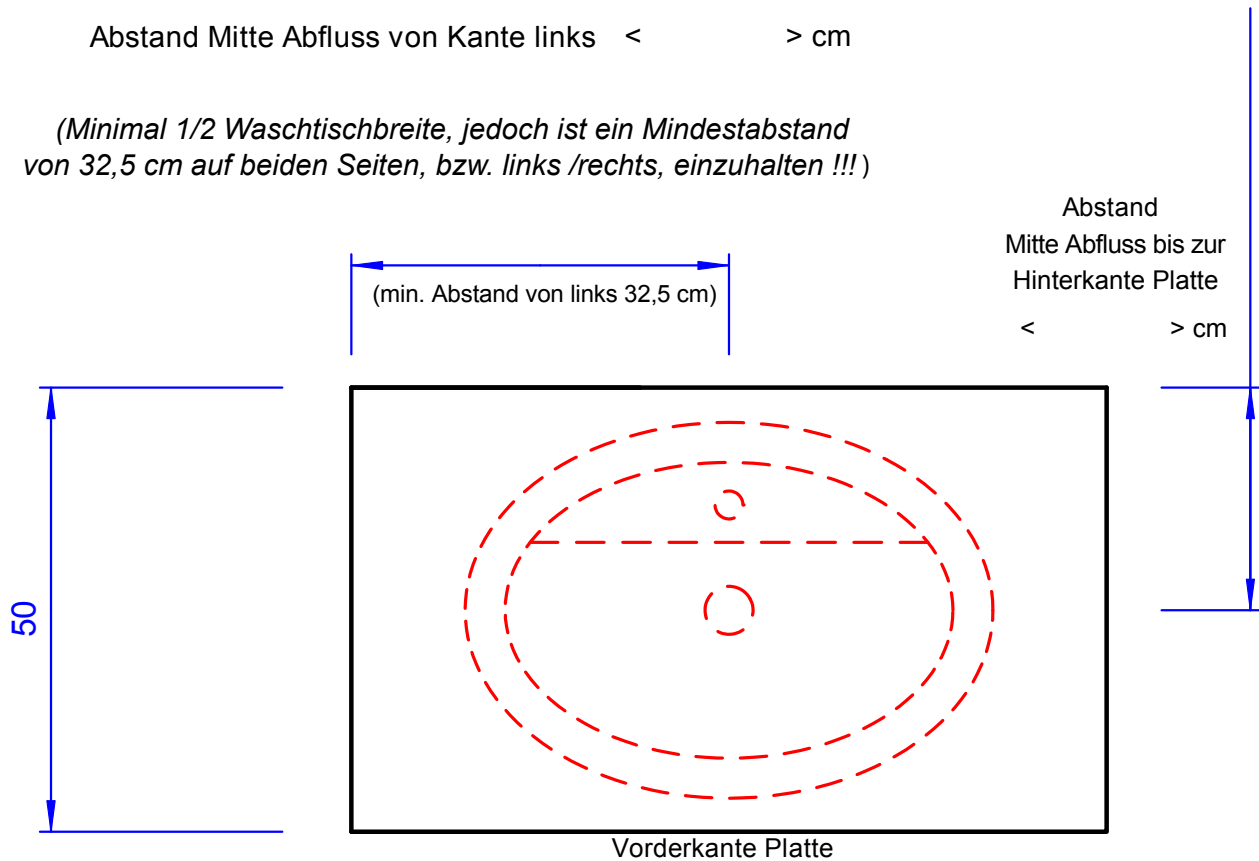 Abstand Mitte Abfluss von Kante links < > cm
(Minimal 1/2 Waschtischbreite, jedoch ist ein Mindestabstand
von 32,5 cm auf beiden Seiten, bzw. links /rechts, einzuhalten !!! )
Abstand
Mitte Abfluss bis zur
Hinterkante Platte
< > cm
(min. Abstand von links 32,5 cm)
50
Vorderkante Platte